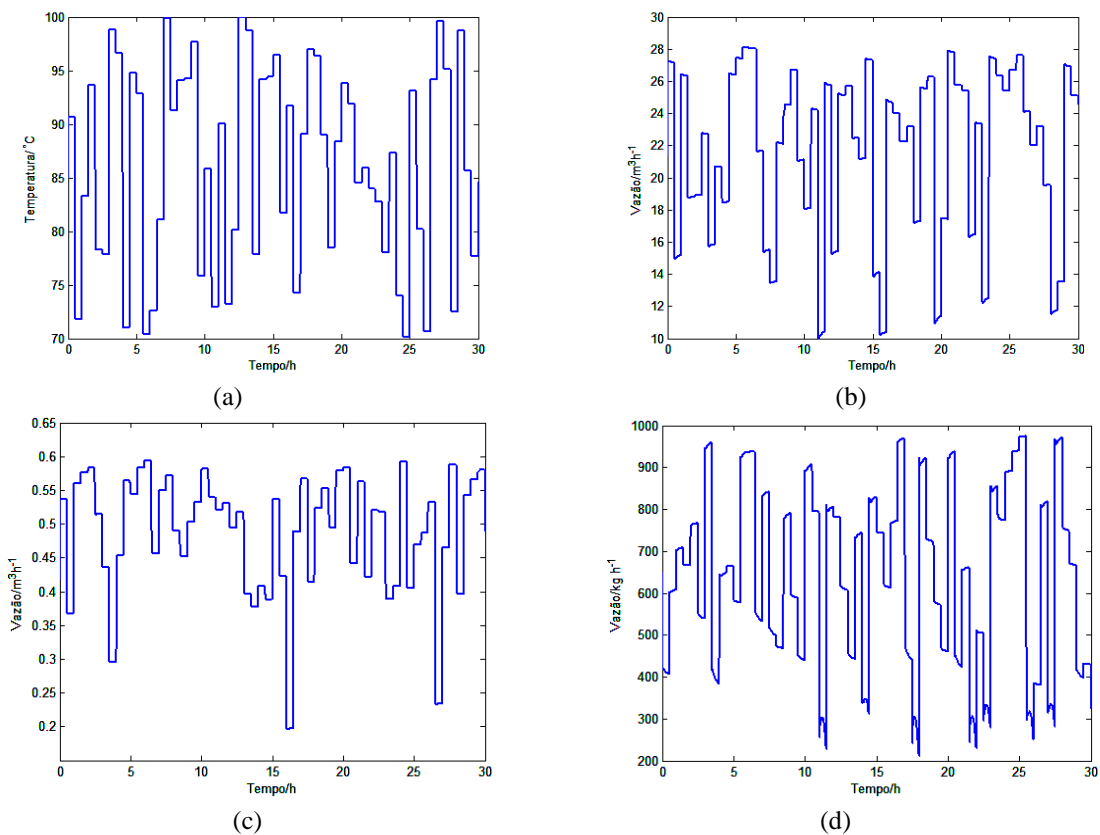 100
95
90
85
80
75
70
Temperatura/°C
0 5 10 15 20 25 30
Tempo/h
(a)
30
28
26
24
22
20
18
16
14
12
10
Vazão/m³h⁻¹
0 5 10 15 20 25 30
Tempo/h
(b)
0.65
0.6
0.55
0.5
0.45
0.4
0.35
0.3
0.25
0.2
Vazão/m³h⁻¹
0 5 10 15 20 25 30
Tempo/h
(c)
1000
900
800
700
600
500
400
300
200
Vazão/kg h⁻¹
0 5 10 15 20 25 30
Tempo/h
(d)